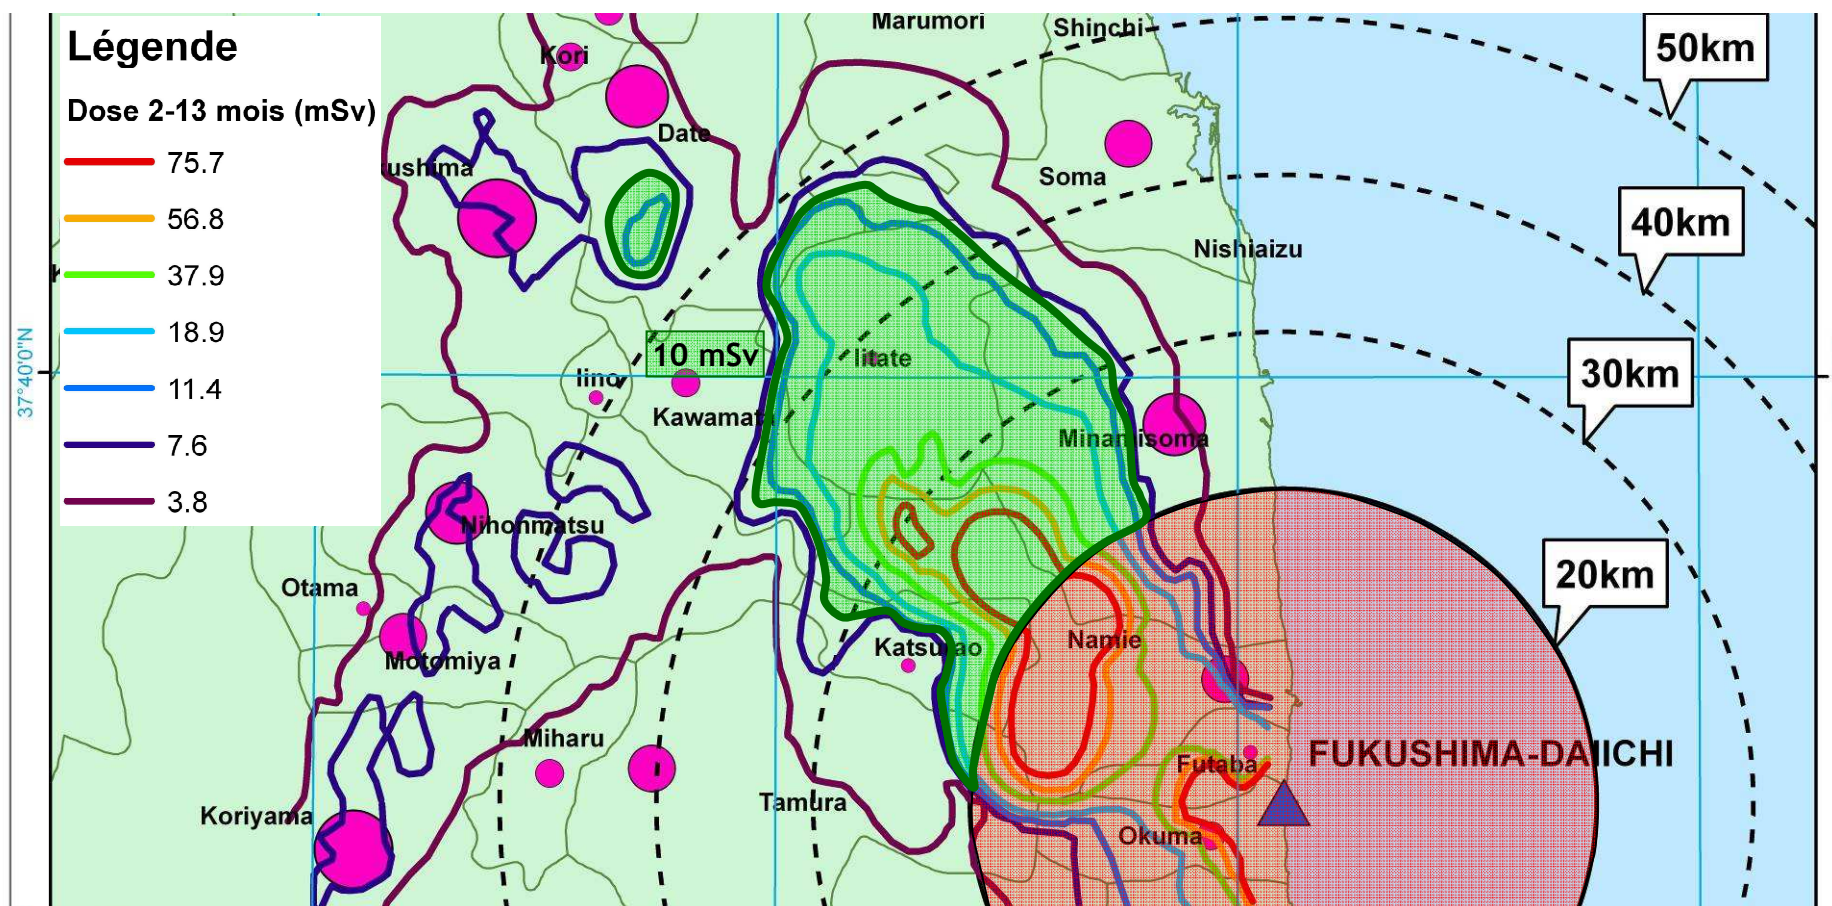 Légende
Dose 2-13 mois (mSv)
75.7
56.8
37.9
18.9
11.4
7.6
3.8
Marumori
Shinchi
50km
Kori
Date
ushima
Soma
40km
Nishiaizu
37°40'0"N
10 mSv
Iitate
30km
Iino
Kawamata
Minamisoma
Nihonmatsu
20km
Otama
Katsurao
Namie
Motomiya
Miharu
FUKUSHIMA-DAIICHI
Futaba
Tamura
Koriyama
Okuma